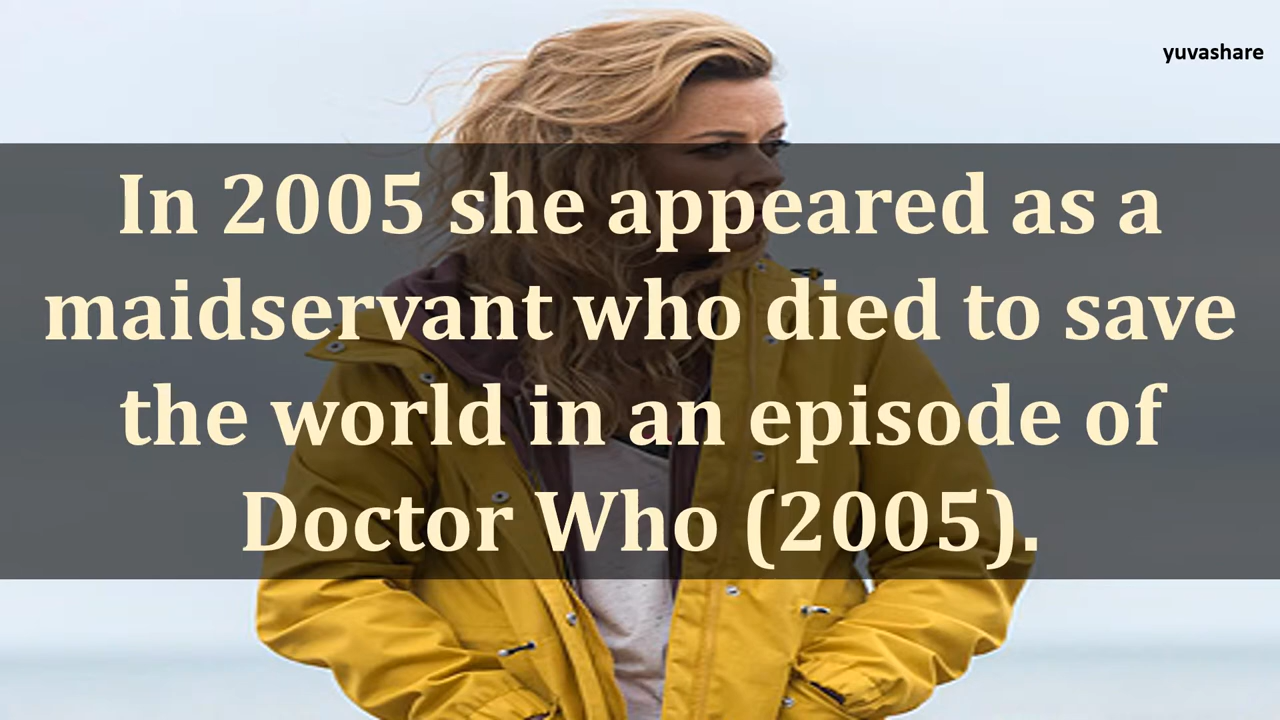 yuvashare
In 2005 she appeared as a
maidservant who died to save
the world in an episode of
Doctor Who (2005).